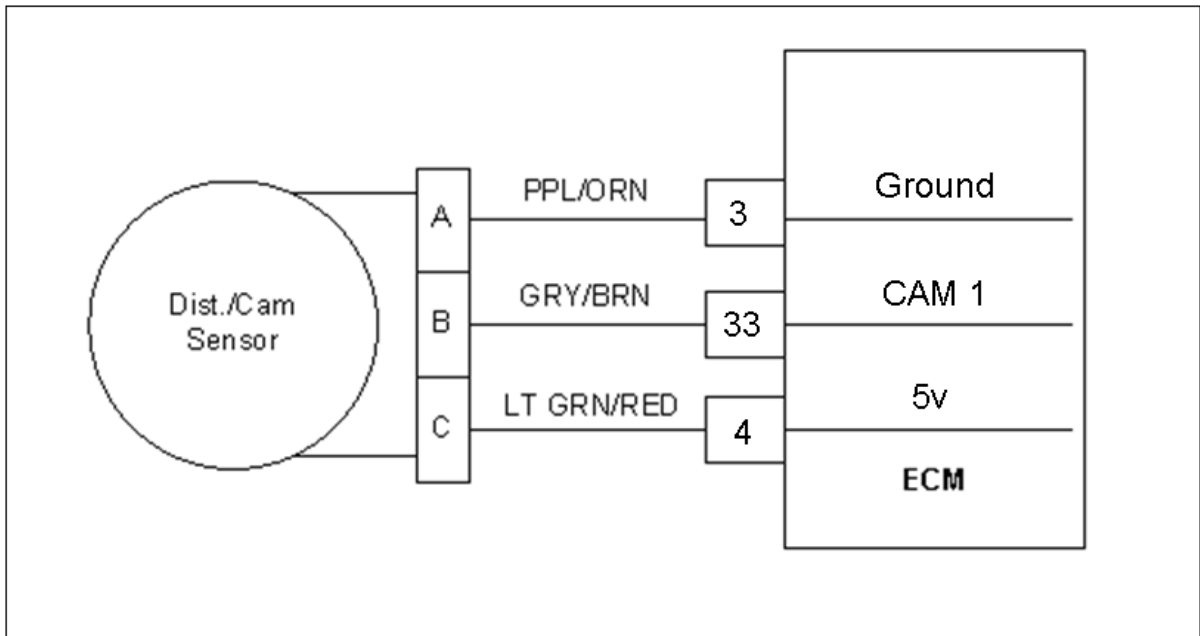 Dist./Cam
Sensor
A
PPL/ORN
3
Ground
B
GRY/BRN
33
CAM 1
C
LT GRN/RED
4
5v
ECM